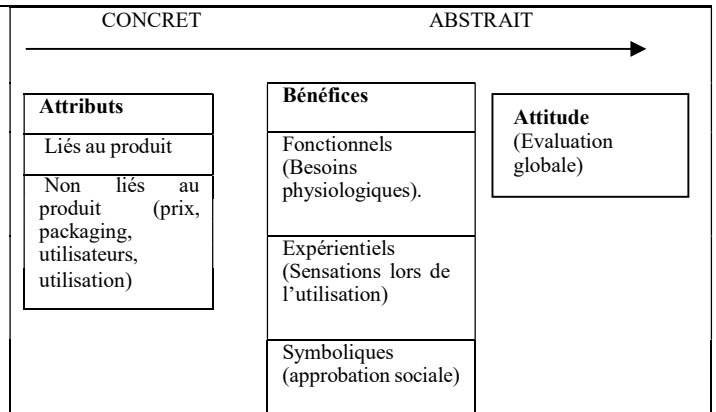 CONCRET ABSTRAIT
Attributs
Liés au produit
Non liés au
produit (prix,
packaging,
utilisateurs,
utilisation)
Bénéfices
Fonctionnels
(Besoins
physiologiques).
Expérientiels
(Sensations lors de
l’utilisation)
Symboliques
(approbation sociale)
Attitude
(Evaluation
globale)